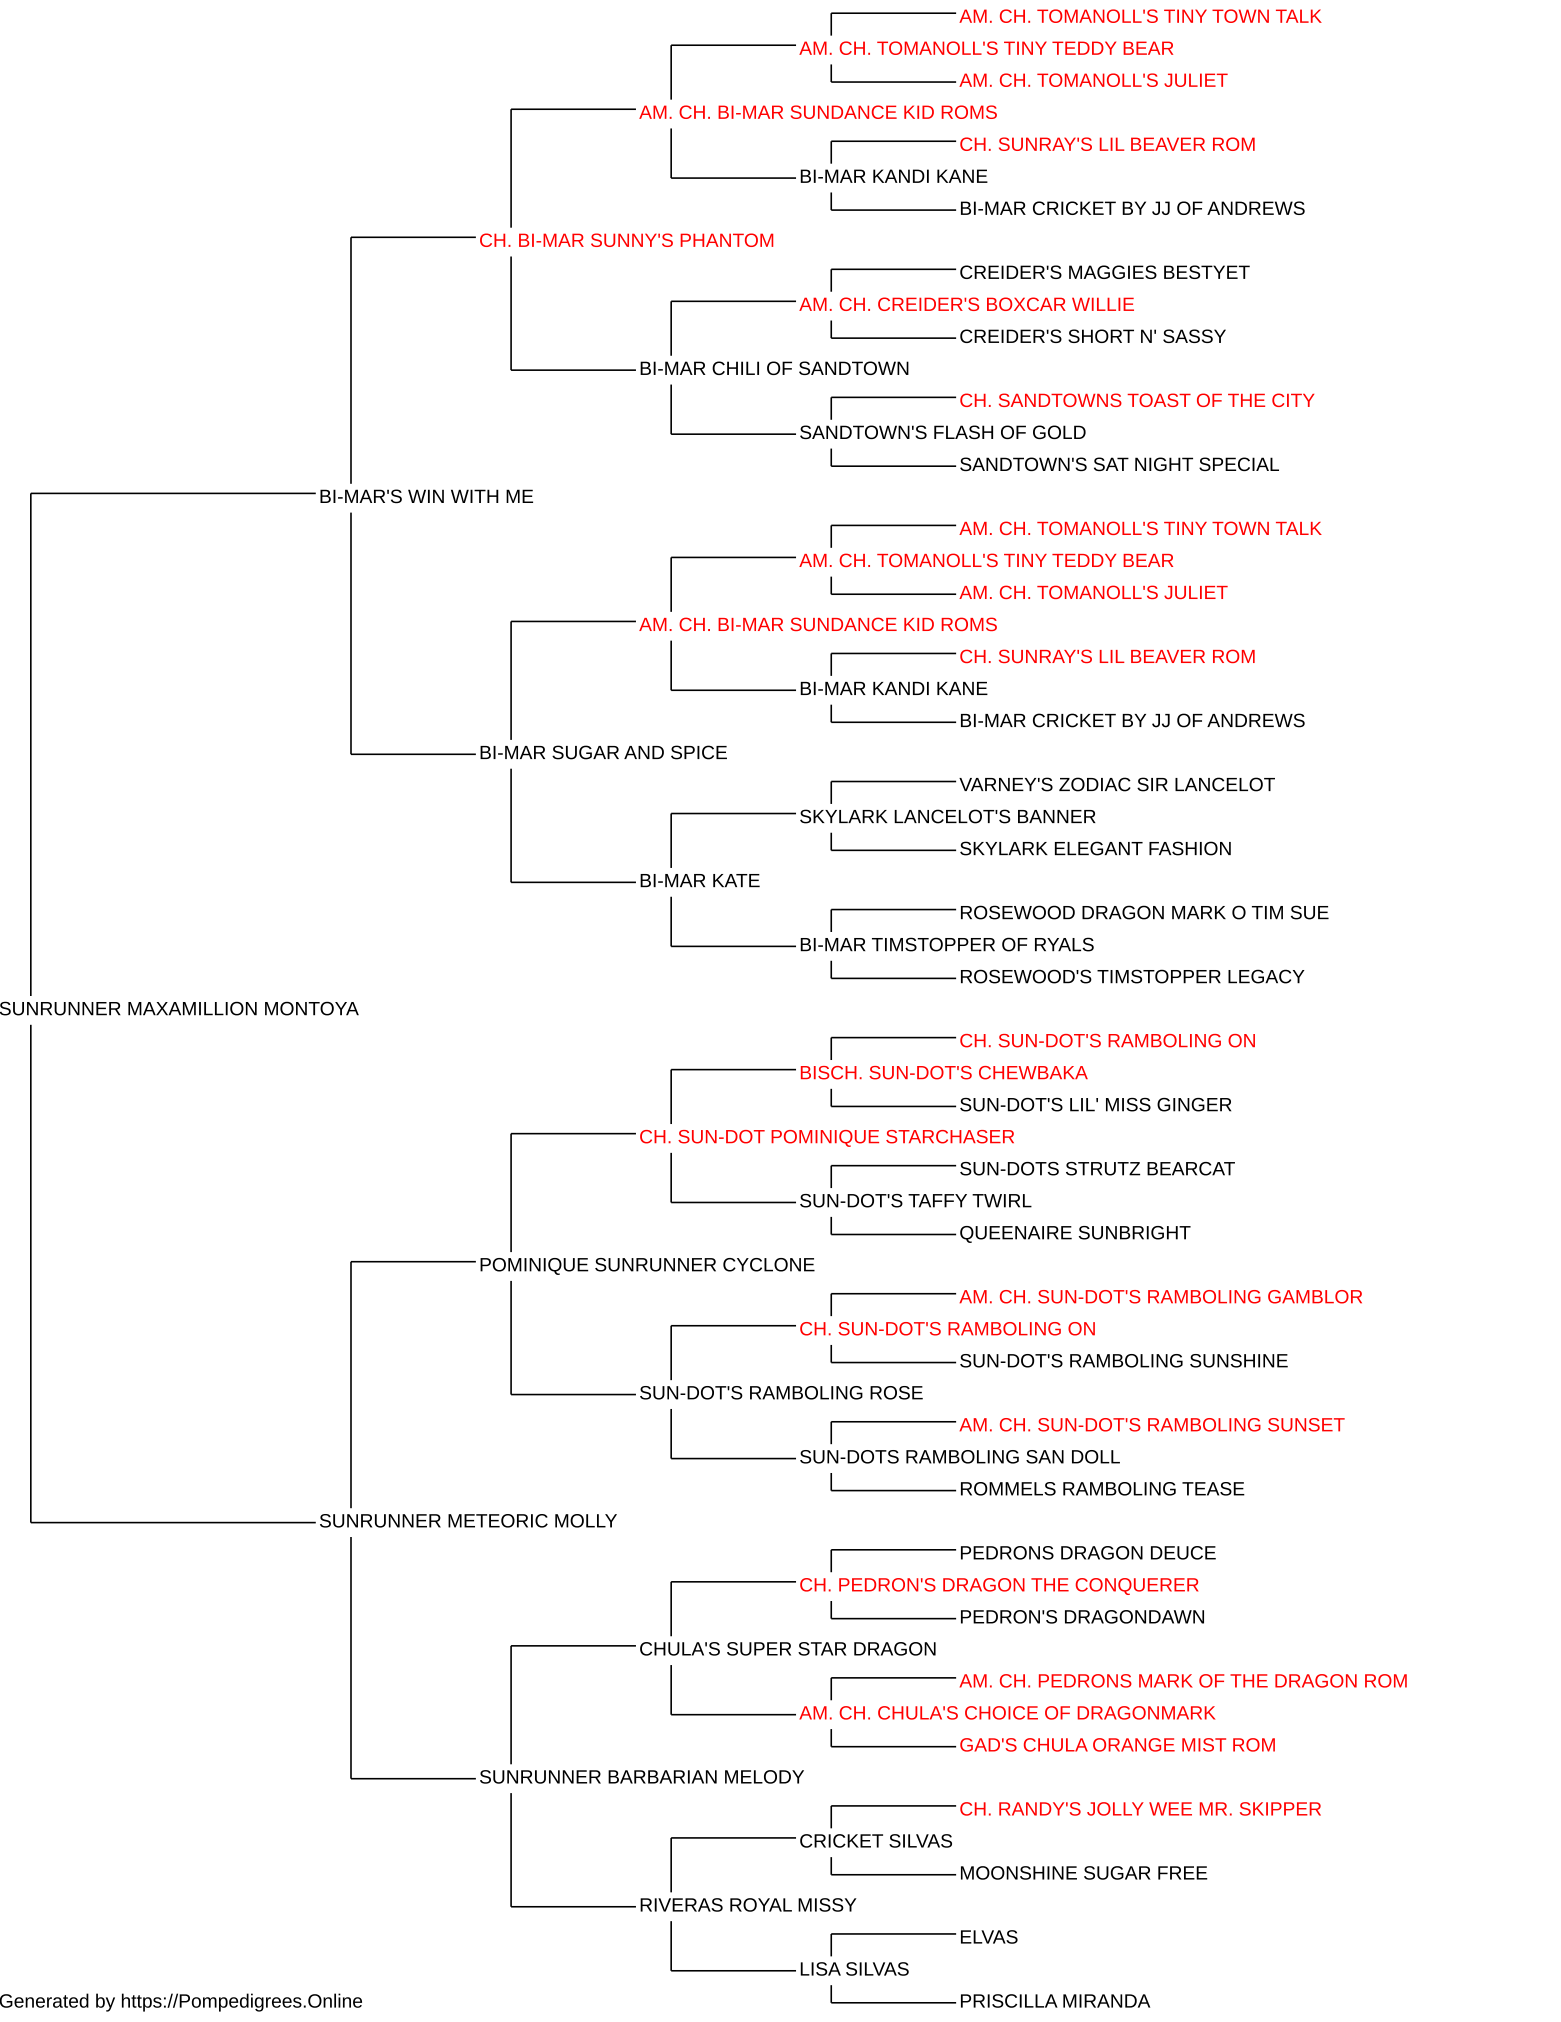 AM. CH. TOMANOLL'S TINY TOWN TALK
AM. CH. TOMANOLL'S TINY TEDDY BEAR
AM. CH. TOMANOLL'S JULIET
AM. CH. BI-MAR SUNDANCE KID ROMS
CH. SUNRAY'S LIL BEAVER ROM
BI-MAR KANDI KANE
BI-MAR CRICKET BY JJ OF ANDREWS
CH. BI-MAR SUNNY'S PHANTOM
CREIDER'S MAGGIES BESTYET
AM. CH. CREIDER'S BOXCAR WILLIE
CREIDER'S SHORT N' SASSY
BI-MAR CHILI OF SANDTOWN
CH. SANDTOWNS TOAST OF THE CITY
SANDTOWN'S FLASH OF GOLD
SANDTOWN'S SAT NIGHT SPECIAL
BI-MAR'S WIN WITH ME
AM. CH. TOMANOLL'S TINY TOWN TALK
AM. CH. TOMANOLL'S TINY TEDDY BEAR
AM. CH. TOMANOLL'S JULIET
AM. CH. BI-MAR SUNDANCE KID ROMS
CH. SUNRAY'S LIL BEAVER ROM
BI-MAR KANDI KANE
BI-MAR CRICKET BY JJ OF ANDREWS
BI-MAR SUGAR AND SPICE
VARNEY'S ZODIAC SIR LANCELOT
SKYLARK LANCELOT'S BANNER
SKYLARK ELEGANT FASHION
BI-MAR KATE
ROSEWOOD DRAGON MARK O TIM SUE
BI-MAR TIMSTOPPER OF RYALS
ROSEWOOD'S TIMSTOPPER LEGACY
SUNRUNNER MAXAMILLION MONTOYA
CH. SUN-DOT'S RAMBOLING ON
BISCH. SUN-DOT'S CHEWBAKA
SUN-DOT'S LIL' MISS GINGER
CH. SUN-DOT POMINIQUE STARCHASER
SUN-DOTS STRUTZ BEARCAT
SUN-DOT'S TAFFY TWIRL
QUEENAIRE SUNBRIGHT
POMINIQUE SUNRUNNER CYCLONE
AM. CH. SUN-DOT'S RAMBOLING GAMBLOR
CH. SUN-DOT'S RAMBOLING ON
SUN-DOT'S RAMBOLING SUNSHINE
SUN-DOT'S RAMBOLING ROSE
AM. CH. SUN-DOT'S RAMBOLING SUNSET
SUN-DOTS RAMBOLING SAN DOLL
ROMMELS RAMBOLING TEASE
SUNRUNNER METEORIC MOLLY
PEDRONS DRAGON DEUCE
CH. PEDRON'S DRAGON THE CONQUERER
PEDRON'S DRAGONDAWN
CHULA'S SUPER STAR DRAGON
AM. CH. PEDRONS MARK OF THE DRAGON ROM
AM. CH. CHULA'S CHOICE OF DRAGONMARK
GAD'S CHULA ORANGE MIST ROM
SUNRUNNER BARBARIAN MELODY
CH. RANDY'S JOLLY WEE MR. SKIPPER
CRICKET SILVAS
MOONSHINE SUGAR FREE
RIVERAS ROYAL MISSY
ELVAS
LISA SILVAS
PRISCILLA MIRANDA
Generated by https://Pompedigrees.Online